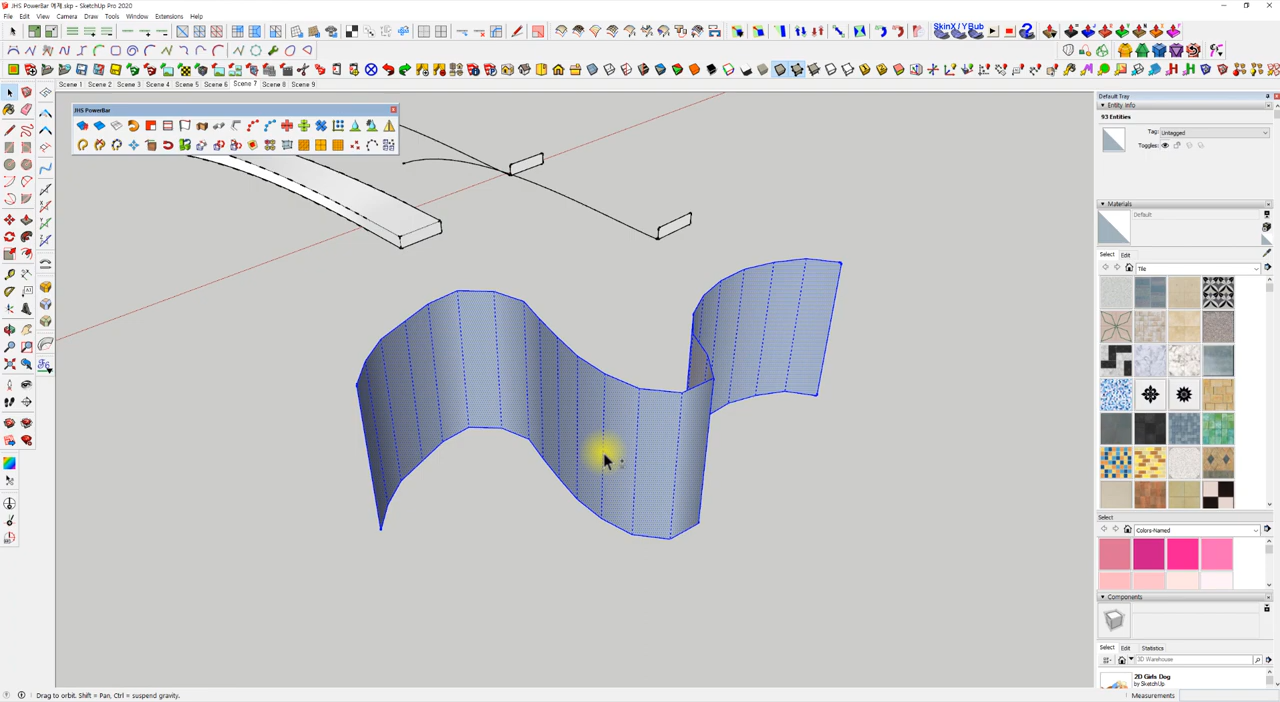 JHS PowerBar 예제.skp - SketchUp Pro 2020
File Edit View Camera Draw Tools Window Extensions Help
SkinX/YBub
Scene 1 Scene 2 Scene 3 Scene 4 Scene 5 Scene 6 Scene 7 Scene 8 Scene 9
Default Tray
Entity Info
JHS PowerBar
93 Entities
Tag: Untagged
Toggles:
Materials
Default
Select Edit
Tile
Select
Colors-Named
Components
Select Edit Statistics
3D Warehouse
2D Girls Dog
by SketchUp
Drag to orbit. Shift = Pan, Ctrl = suspend gravity.
Measurements